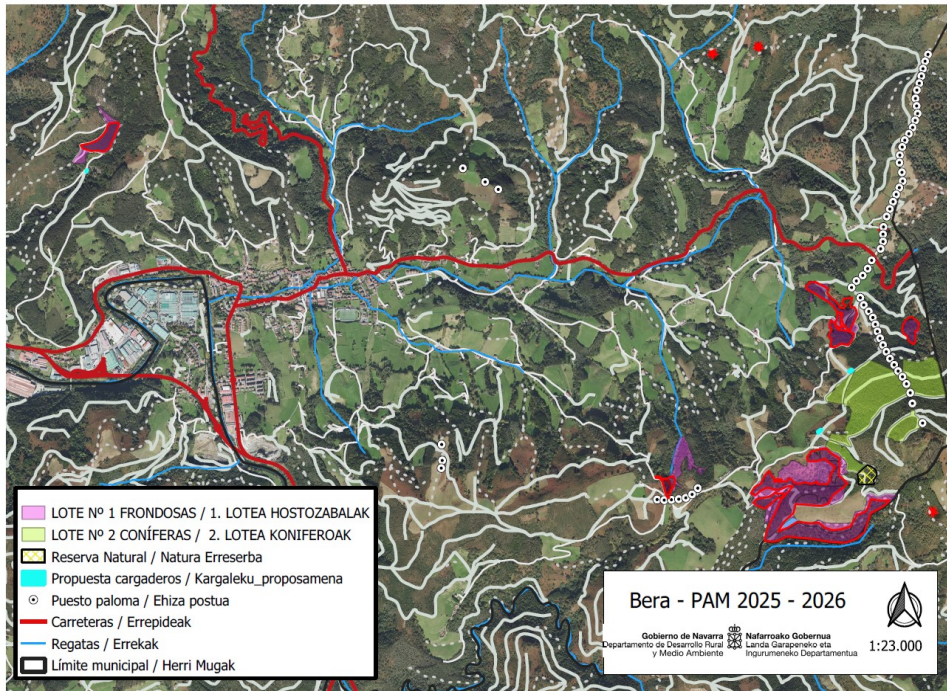 LOTE Nº 1 FRONDOSAS / 1. LOTEA HOSTOZABALAK
LOTE Nº 2 CONÍFERAS / 2. LOTEA KONIFEROAK
Reserva Natural / Natura Erreserba
Propuesta cargaderos / Kargaleku_proposamena
Puesto paloma / Ehiza postua
Carreteras / Errepideak
Regatas / Errekak
Límite municipal / Herri Mugak
Bera - PAM 2025 - 2026
Gobierno de Navarra
Departamento de Desarrollo Rural
y Medio Ambiente
Nafarroako Gobernua
Landa Garapeneko eta
Ingurumeneko Departamentua
1:23.000